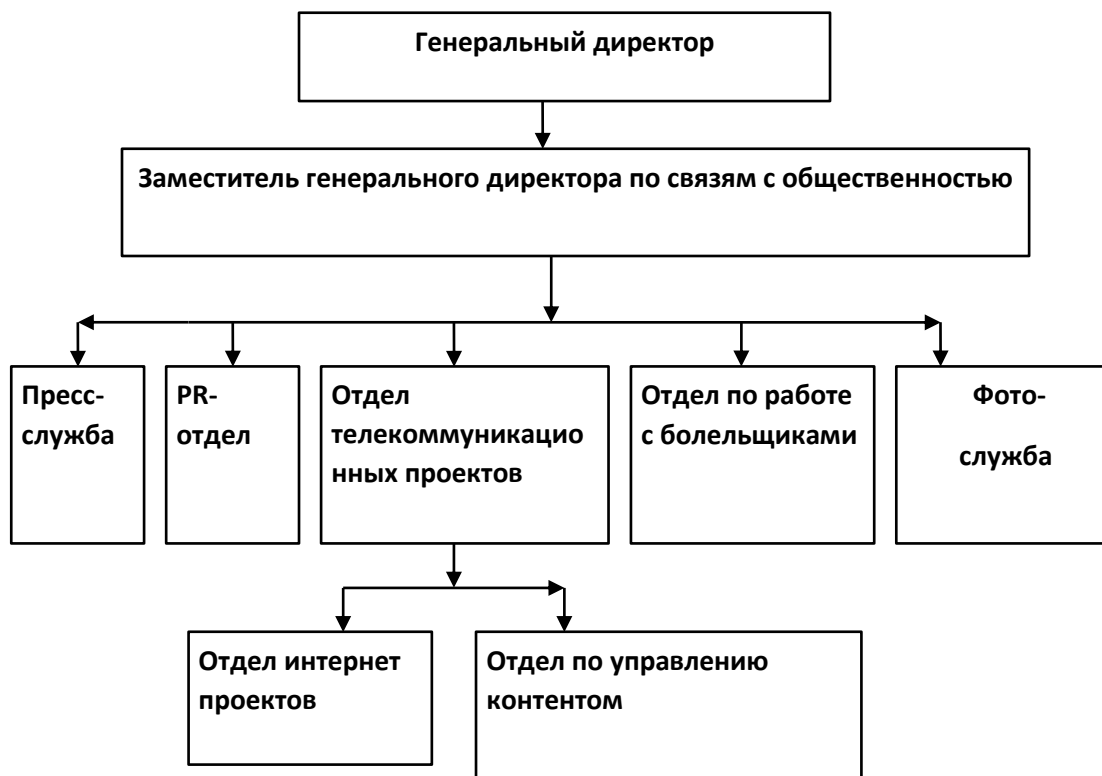 Генеральный директор
Заместитель генерального директора по связям с общественностью
Пресс-
служба
PR-
отдел
Отдел
телекоммуникацио
нных проектов
Отдел по работе
с болельщиками
Фото-
служба
Отдел интернет
проектов
Отдел по управлению
контентом